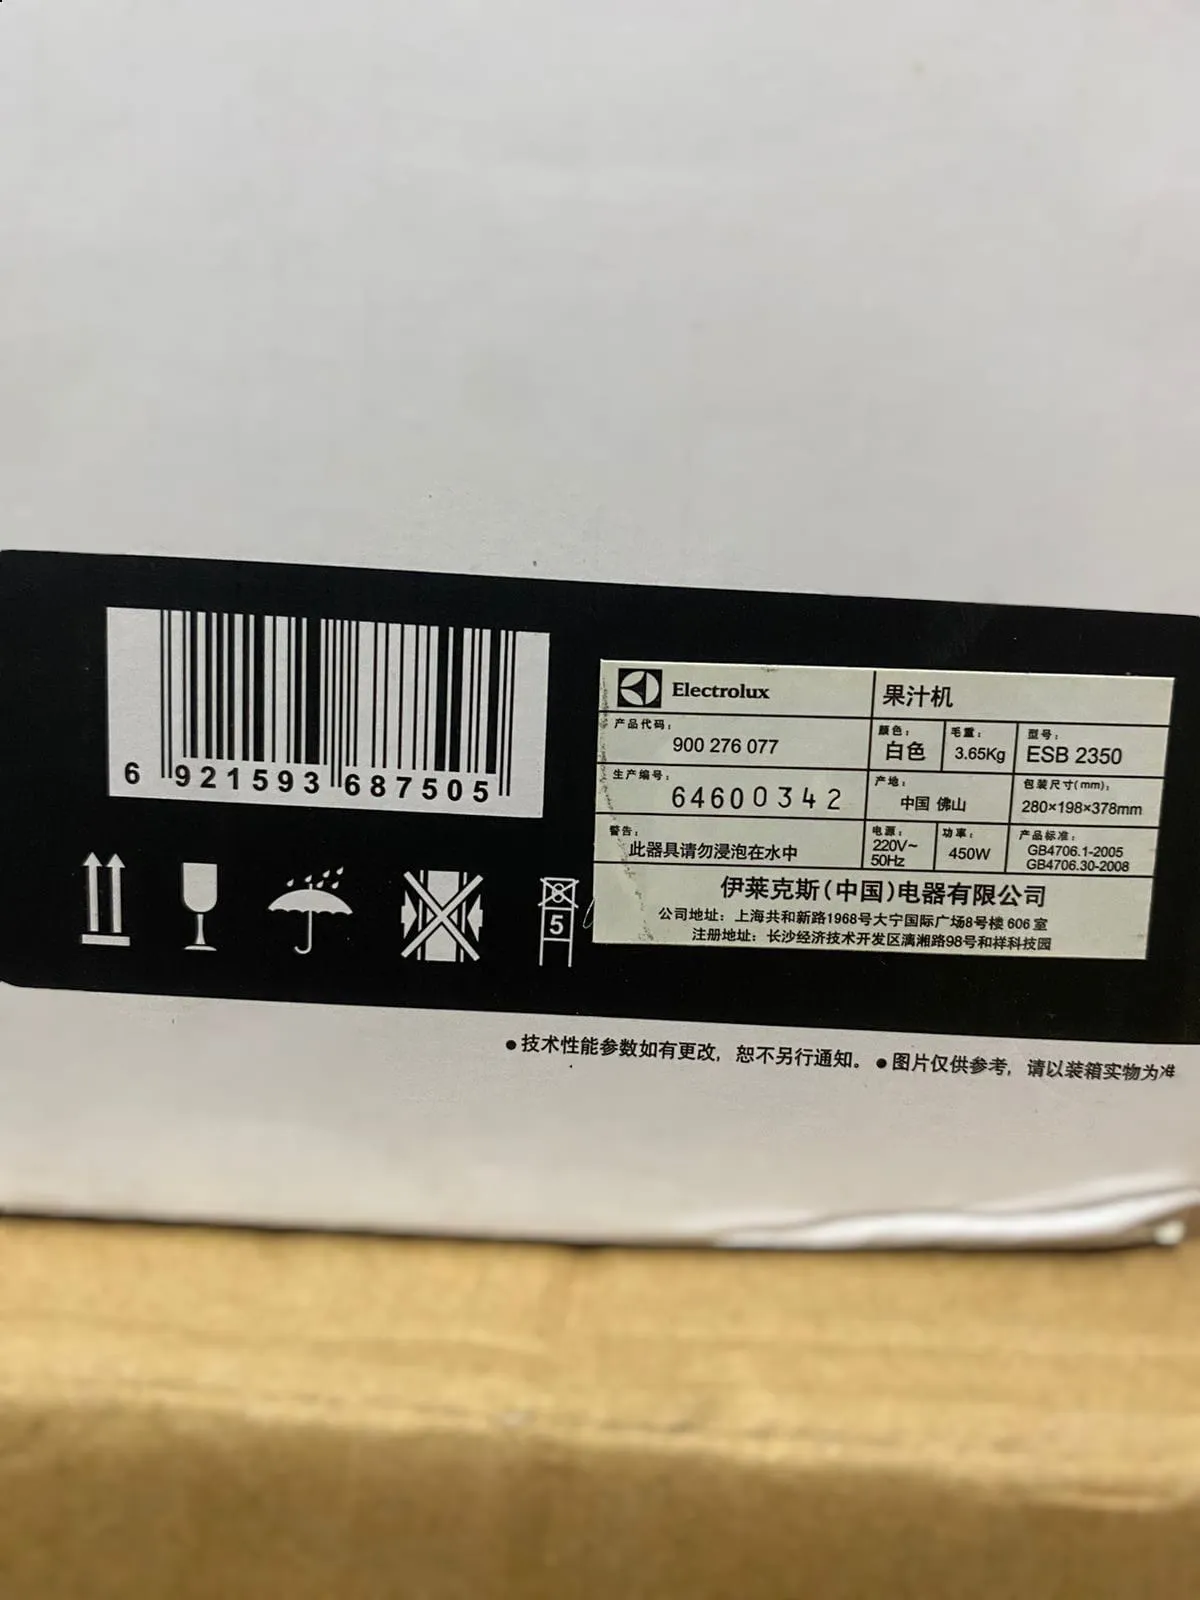 6 921593 687505
Electrolux
果汁机
产品代码：
900 276 077
颜色：
白色
毛重：
3.65Kg
型号：
ESB 2350
生产编号：
64600342
产地：
中国 佛山
包装尺寸(mm)：
280×198×378mm
警告：
此器具请勿浸泡在水中
电源：
220V~
50Hz
功率：
450W
产品标准：
GB4706.1-2005
GB4706.30-2008
伊莱克斯(中国)电器有限公司
公司地址：上海共和新路1968号大宁国际广场8号楼 606 室
注册地址：长沙经济技术开发区漓湘路98号和祥科技园
5
●技术性能参数如有更改，恕不另行通知。●图片仅供参考，请以装箱实物为准